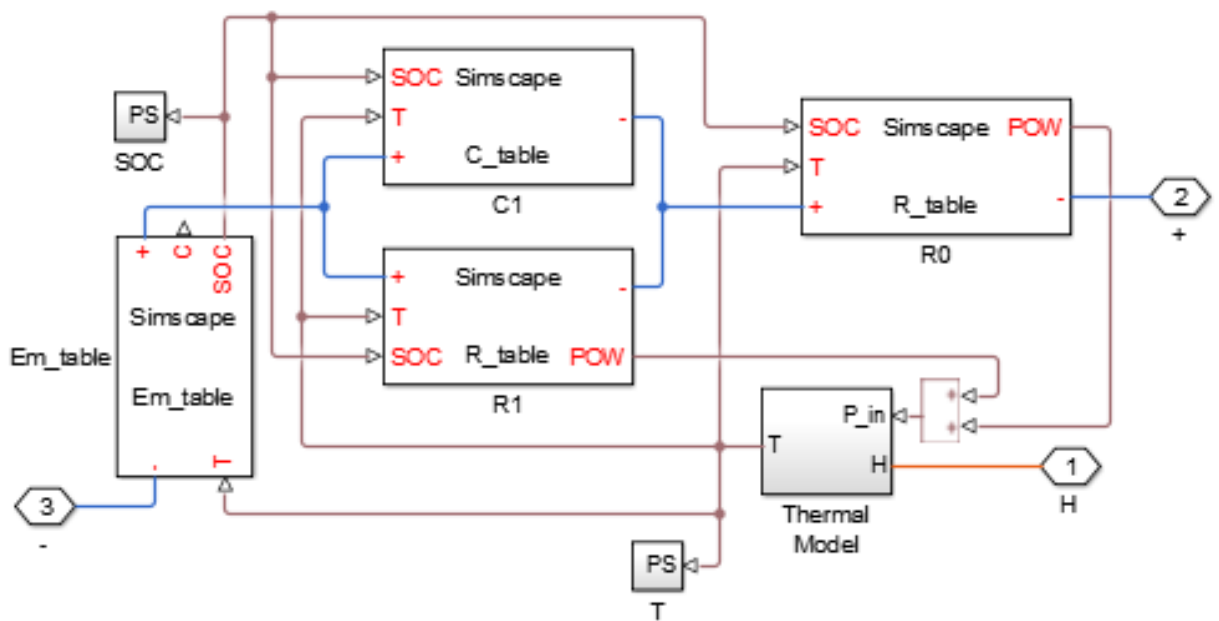 SOC Simscape
T
-
+ C_table
C1
PS
SOC
SOC Simscape POW
T
-
+ R_table
R0
2
+
+ C SOC
Simscape
Em_table
Em_table
- T
+ Simscape
-
T
SOC R_table POW
R1
+
+
P_in
T
H
Thermal
Model
1
H
3
-
PS
T